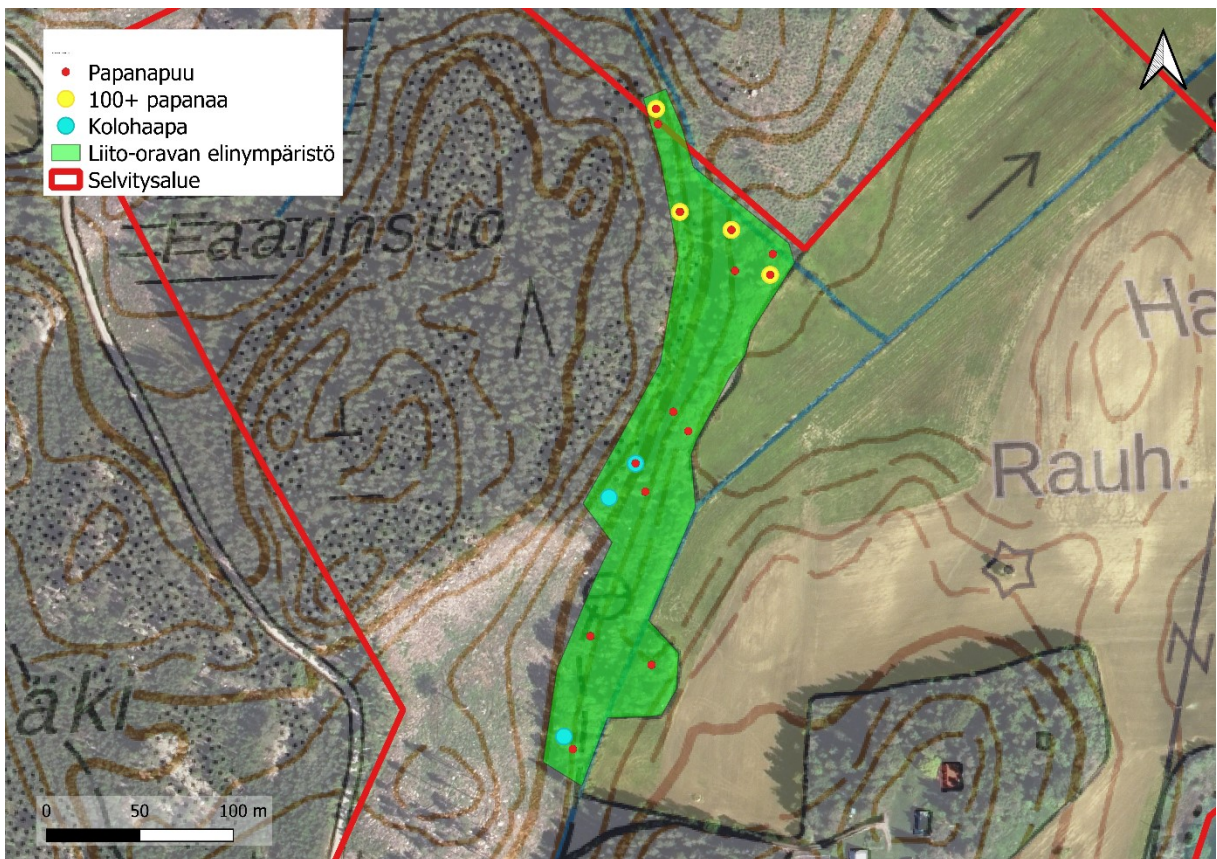 Papanapuu
100+ papanaa
Kolohaapa
Liito-oravan elinympäristö
Selvitysalue
Faarinsuo
Ha
Rauh.
äki
0 50 100 m